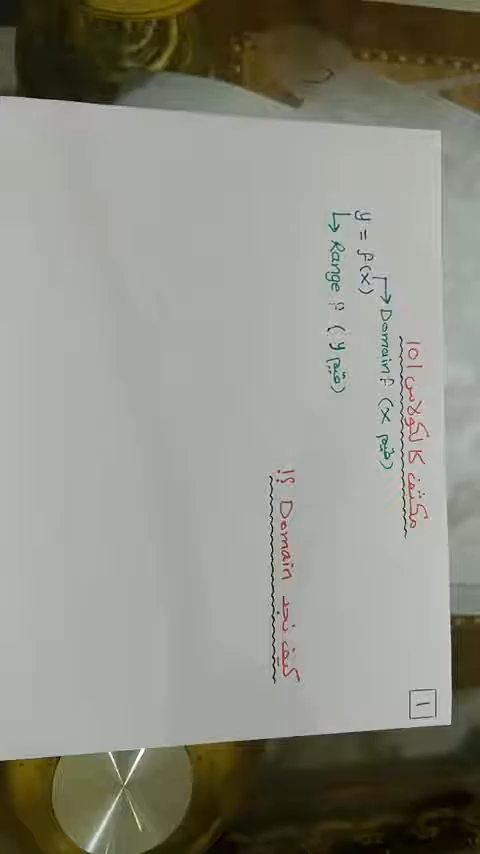 1
مكثف كالكولاس 101
y = f(x)
Domain? (x قيم)
Range? (y قيم)
كيف نجد Domain ؟!